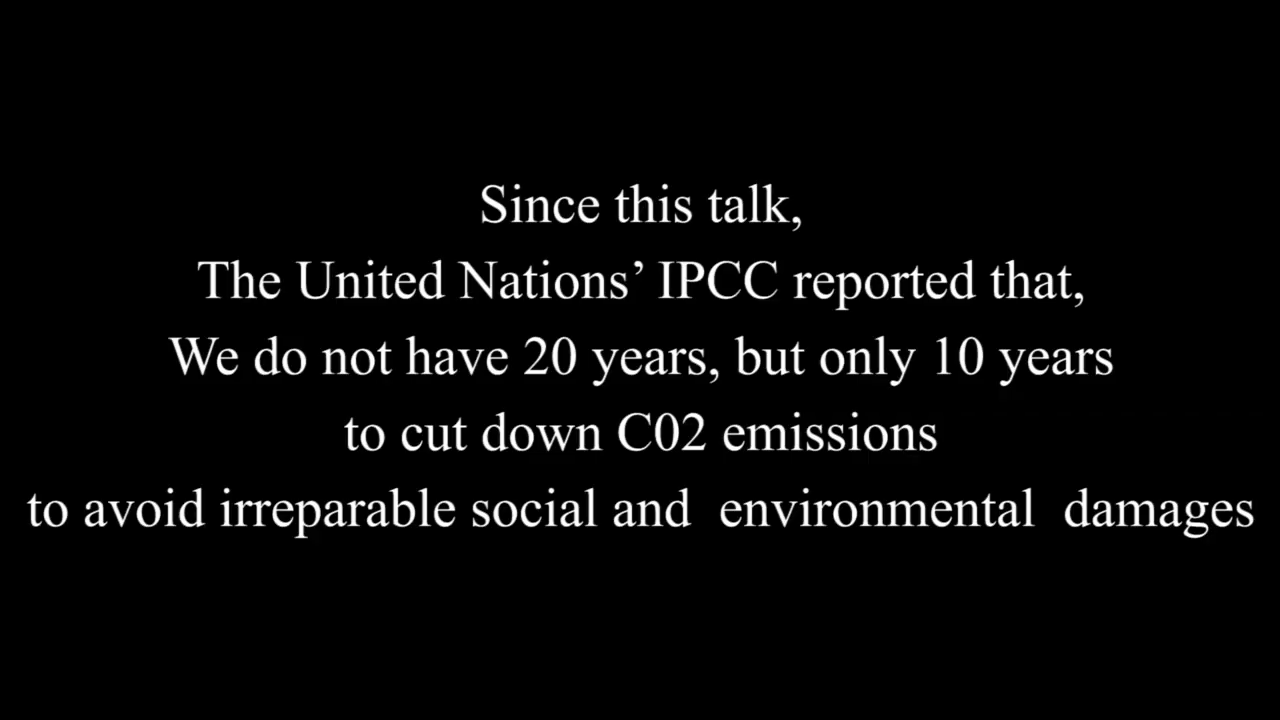 Since this talk,
The United Nations’ IPCC reported that,
We do not have 20 years, but only 10 years
to cut down C02 emissions
to avoid irreparable social and  environmental  damages